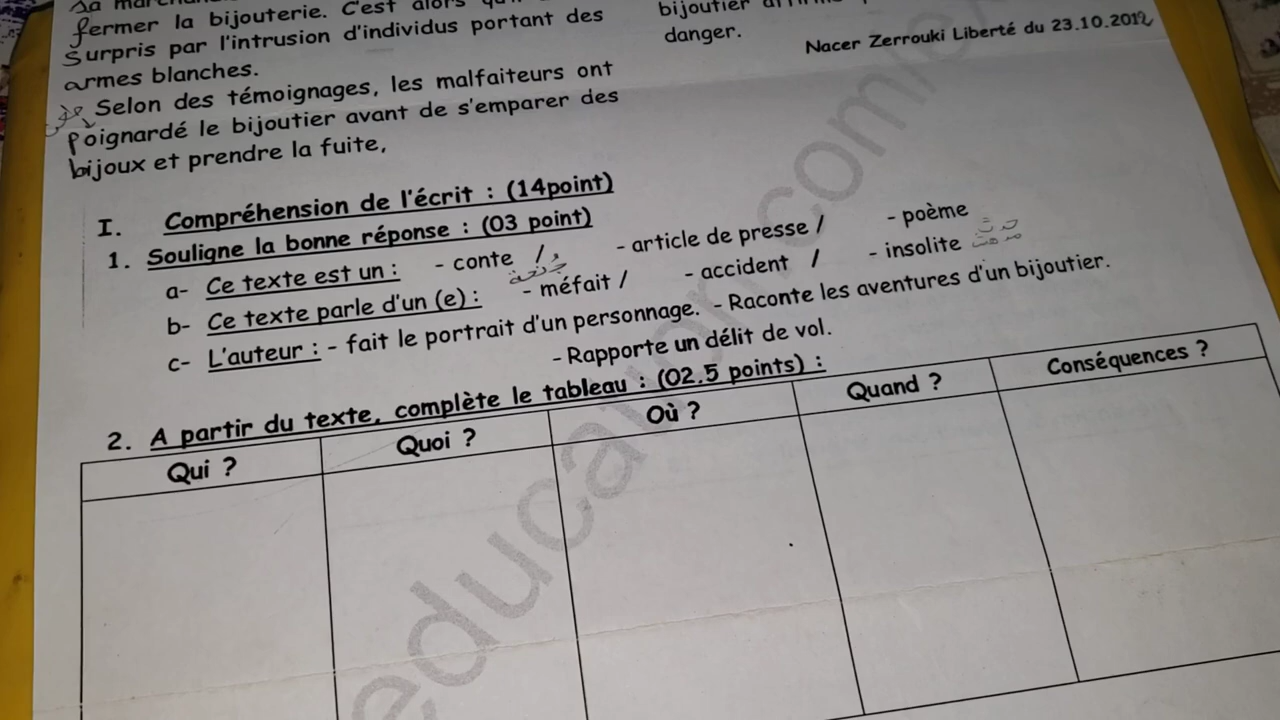 fermer la bijouterie. C'est alors
surpris par l'intrusion d'individus portant des
armes blanches.
Selon des témoignages, les malfaiteurs ont
poignardé le bijoutier avant de s'emparer des
bijoux et prendre la fuite,
bijoutier
danger.
Nacer Zerrouki Liberté du 23.10.2012
I. Compréhension de l'écrit : (14point)
1. Souligne la bonne réponse : (03 point)
a- Ce texte est un : - conte / - article de presse / - poème
b- Ce texte parle d'un (e) : - méfait / - accident / - insolite
c- L'auteur : - fait le portrait d'un personnage. - Raconte les aventures d'un bijoutier.
- Rapporte un délit de vol.
2. A partir du texte, complète le tableau : (02.5 points) :
Qui ? Quoi ? Où ? Quand ? Conséquences ?